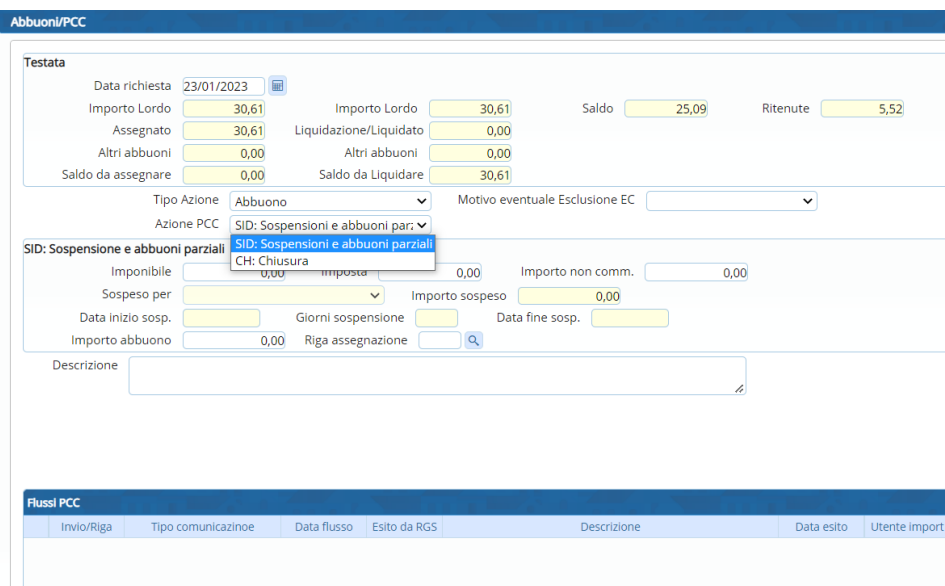 Abbuoni/PCC
Testata
Data richiesta 23/01/2023
Importo Lordo 30,61 Importo Lordo 30,61 Saldo 25,09 Ritenute 5,52
Assegnato 30,61 Liquidazione/Liquidato 0,00
Altri abbuoni 0,00 Altri abbuoni 0,00
Saldo da assegnare 0,00 Saldo da Liquidare 30,61
Tipo Azione Abbuono Motivo eventuale Esclusione EC
Azione PCC SID: Sospensioni e abbuoni parz
SID: Sospensione e abbuoni parziali SID: Sospensioni e abbuoni parziali
CH: Chiusura
Imponibile 0,00 Imposta 0,00 Importo non comm. 0,00
Sospeso per Importo sospeso 0,00
Data inizio sosp. Giorni sospensione Data fine sosp.
Importo abbuono 0,00 Riga assegnazione
Descrizione
Flussi PCC
Invio/Riga Tipo comunicazinoe Data flusso Esito da RGS Descrizione Data esito Utente import